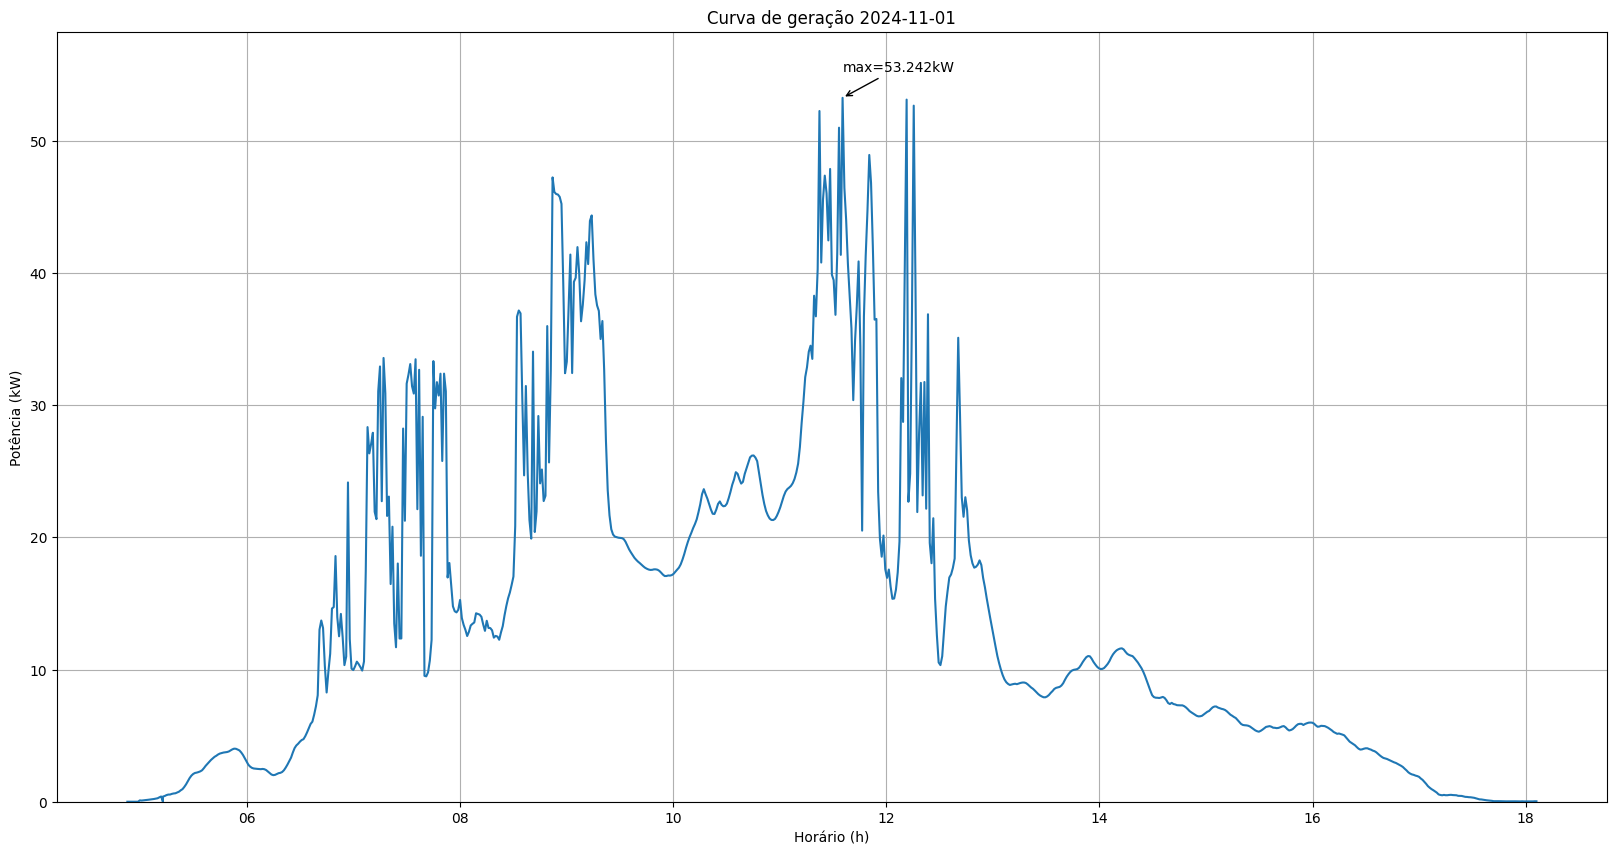 Curva de geração 2024-11-01
max=53.242kW
Potência (kW)
50
40
30
20
10
0
06 08 10 12 14 16 18
Horário (h)